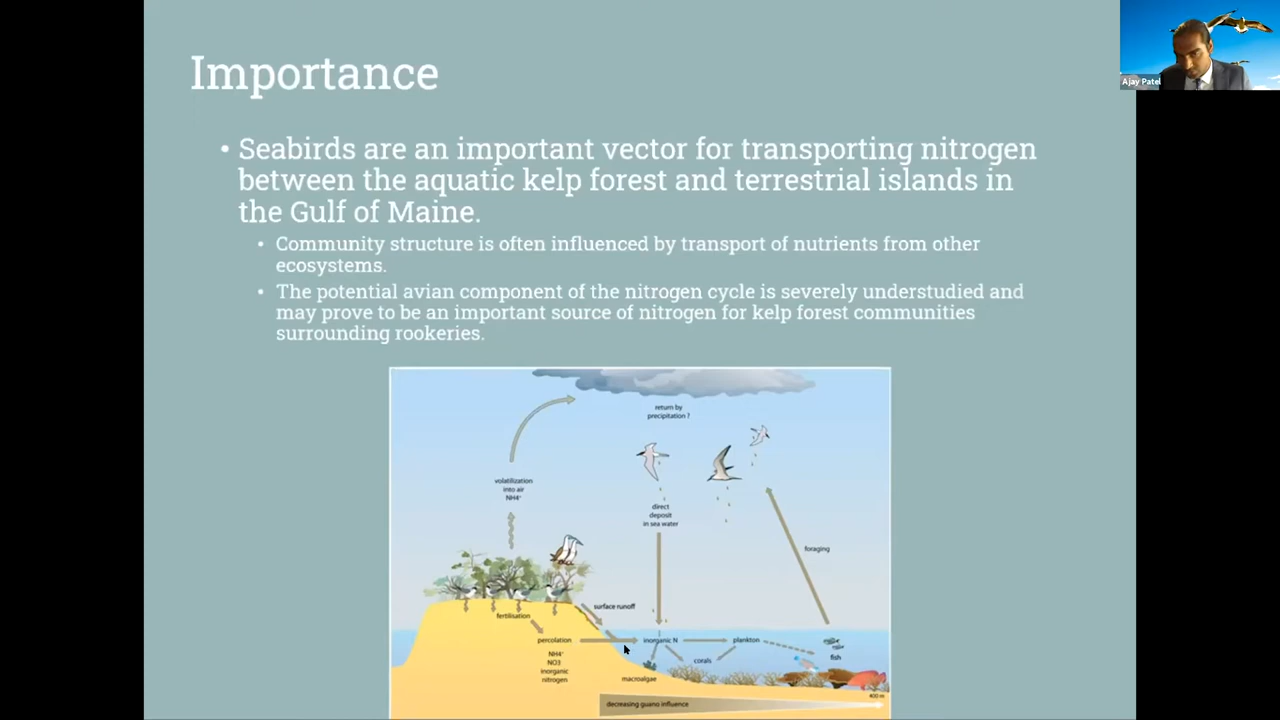 Importance
Ajay Patel
• Seabirds are an important vector for transporting nitrogen
between the aquatic kelp forest and terrestrial islands in
the Gulf of Maine.
• Community structure is often influenced by transport of nutrients from other
ecosystems.
• The potential avian component of the nitrogen cycle is severely understudied and
may prove to be an important source of nitrogen for kelp forest communities
surrounding rookeries.
return by
precipitation ?
volatilization
into air
NH4⁺
direct
deposit
in sea water
foraging
surface runoff
fertilisation
percolation
inorganic N
plankton
fish
corals
NH4⁺
NO3
inorganic
nitrogen
macroalgae
400 m
decreasing guano influence